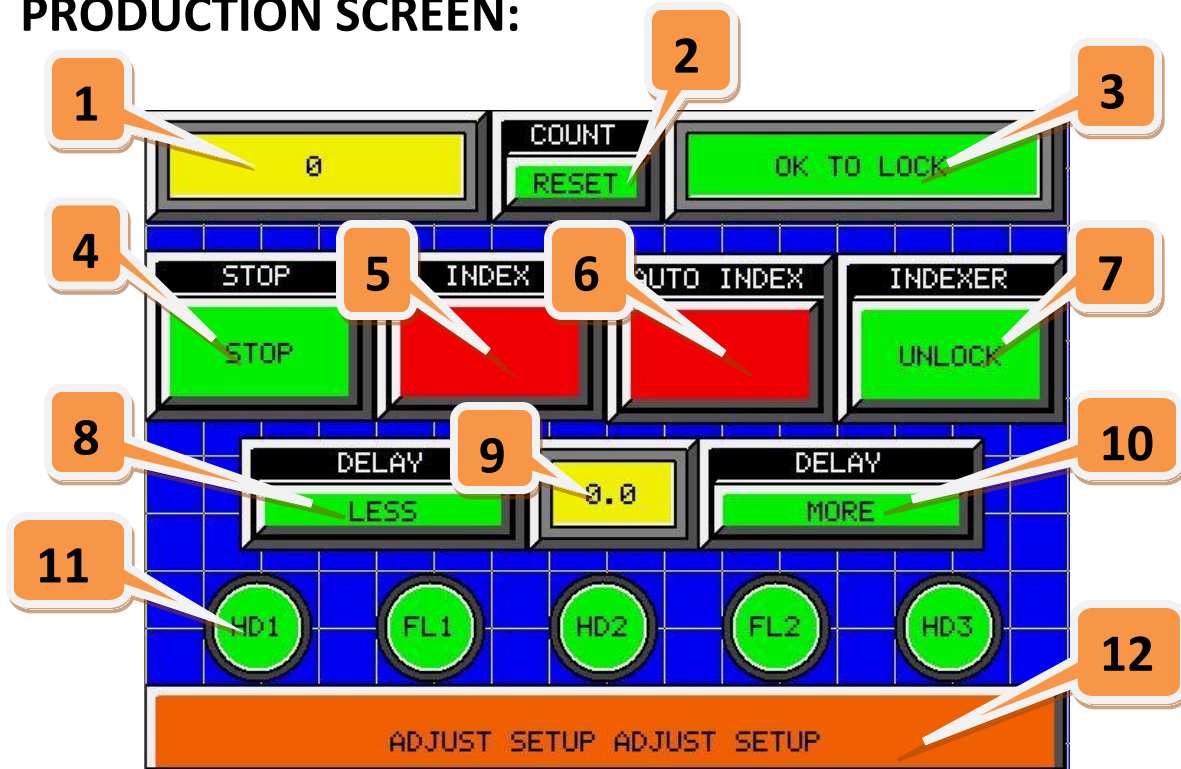 PRODUCTION SCREEN:
1
2
3
0
COUNT
RESET
OK TO LOCK
4
5
6
7
STOP
INDEX
AUTO INDEX
INDEXER
STOP
UNLOCK
8
9
10
DELAY
DELAY
LESS
0.0
MORE
11
HD1
FL1
HD2
FL2
HD3
12
ADJUST SETUP ADJUST SETUP